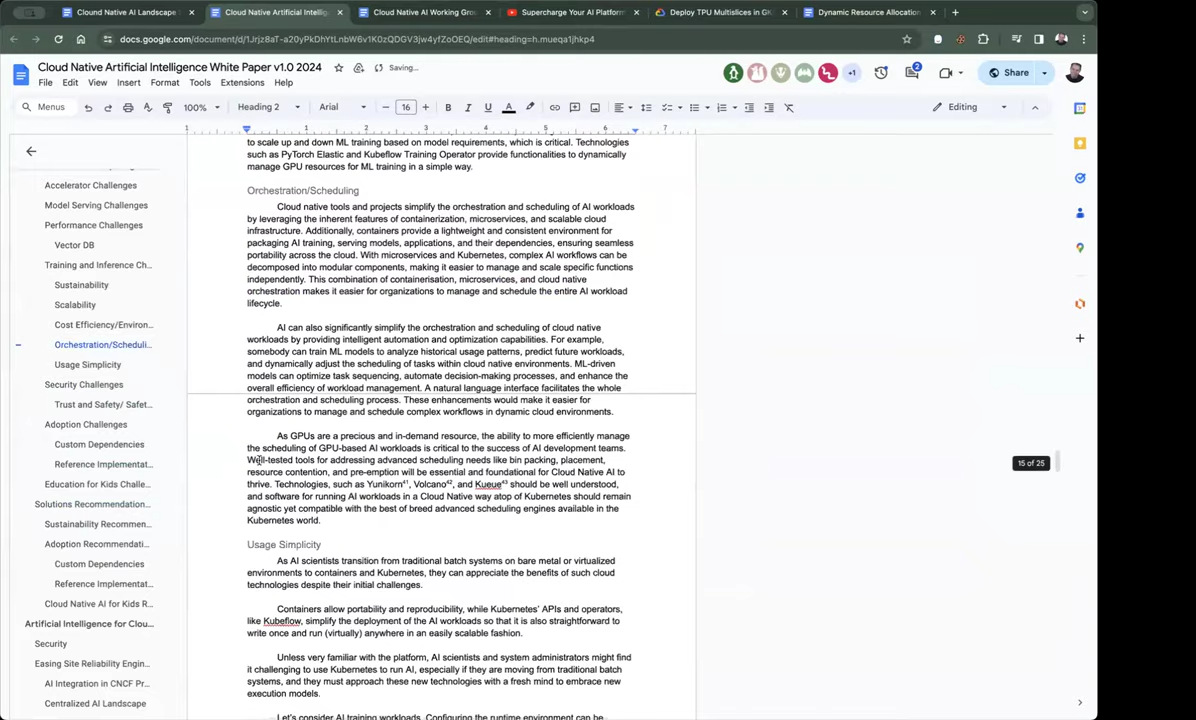 Cloud Native AI Landscape
Cloud Native Artificial Intellig
Cloud Native AI Working Grou
Supercharge Your AI Platform
Deploy TPU Multislices in GK
Dynamic Resource Allocation
Cloud Native Artificial Intelligence White Paper v1.0 2024
Saving...
File Edit View Insert Format Tools Extensions Help
+1
2
Share
Menus
100%
Heading 2
Arial
16
Editing
1 1 2 3 4 5 6 7
Accelerator Challenges
Model Serving Challenges
Performance Challenges
Vector DB
Training and Inference Ch...
Sustainability
Scalability
Cost Efficiency/Environ...
Orchestration/Scheduli...
Usage Simplicity
Security Challenges
Trust and Safety/ Safet...
Adoption Challenges
Custom Dependencies
Reference Implementat...
Education for Kids Challe...
Solutions Recommendation...
Sustainability Recommen...
Adoption Recommendati...
Custom Dependencies
Reference Implementat...
Cloud Native AI for Kids R...
Artificial Intelligence for Clou...
Security
Easing Site Reliability Engin...
AI Integration in CNCF Pr...
Centralized AI Landscape
to scale up and down ML training based on model requirements, which is critical. Technologies
such as PyTorch Elastic and Kubeflow Training Operator provide functionalities to dynamically
manage GPU resources for ML training in a simple way.
Orchestration/Scheduling
Cloud native tools and projects simplify the orchestration and scheduling of AI workloads
by leveraging the inherent features of containerization, microservices, and scalable cloud
infrastructure. Additionally, containers provide a lightweight and consistent environment for
packaging AI training, serving models, applications, and their dependencies, ensuring seamless
portability across the cloud. With microservices and Kubernetes, complex AI workflows can be
decomposed into modular components, making it easier to manage and scale specific functions
independently. This combination of containerisation, microservices, and cloud native
orchestration makes it easier for organizations to manage and schedule the entire AI workload
lifecycle.
AI can also significantly simplify the orchestration and scheduling of cloud native
workloads by providing intelligent automation and optimization capabilities. For example,
somebody can train ML models to analyze historical usage patterns, predict future workloads,
and dynamically adjust the scheduling of tasks within cloud native environments. ML-driven
models can optimize task sequencing, automate decision-making processes, and enhance the
overall efficiency of workload management. A natural language interface facilitates the whole
orchestration and scheduling process. These enhancements would make it easier for
organizations to manage and schedule complex workflows in dynamic cloud environments.
As GPUs are a precious and in-demand resource, the ability to more efficiently manage
the scheduling of GPU-based AI workloads is critical to the success of AI development teams.
Well-tested tools for addressing advanced scheduling needs like bin packing, placement,
resource contention, and pre-emption will be essential and foundational for Cloud Native AI to
thrive. Technologies, such as Yunikorn⁴¹, Volcano⁴², and Kueue⁴³ should be well understood,
and software for running AI workloads in a Cloud Native way atop of Kubernetes should remain
agnostic yet compatible with the best of breed advanced scheduling engines available in the
Kubernetes world.
Usage Simplicity
As AI scientists transition from traditional batch systems on bare metal or virtualized
environments to containers and Kubernetes, they can appreciate the benefits of such cloud
technologies despite their initial challenges.
Containers allow portability and reproducibility, while Kubernetes' APIs and operators,
like Kubeflow, simplify the deployment of the AI workloads so that it is also straightforward to
write once and run (virtually) anywhere in an easily scalable fashion.
Unless very familiar with the platform, AI scientists and system administrators might find
it challenging to use Kubernetes to run AI, especially if they are moving from traditional batch
systems, and they must approach these new technologies with a fresh mind to embrace new
execution models.
Let's consider AI training workloads. Configuring the runtime environment can be
15 of 25